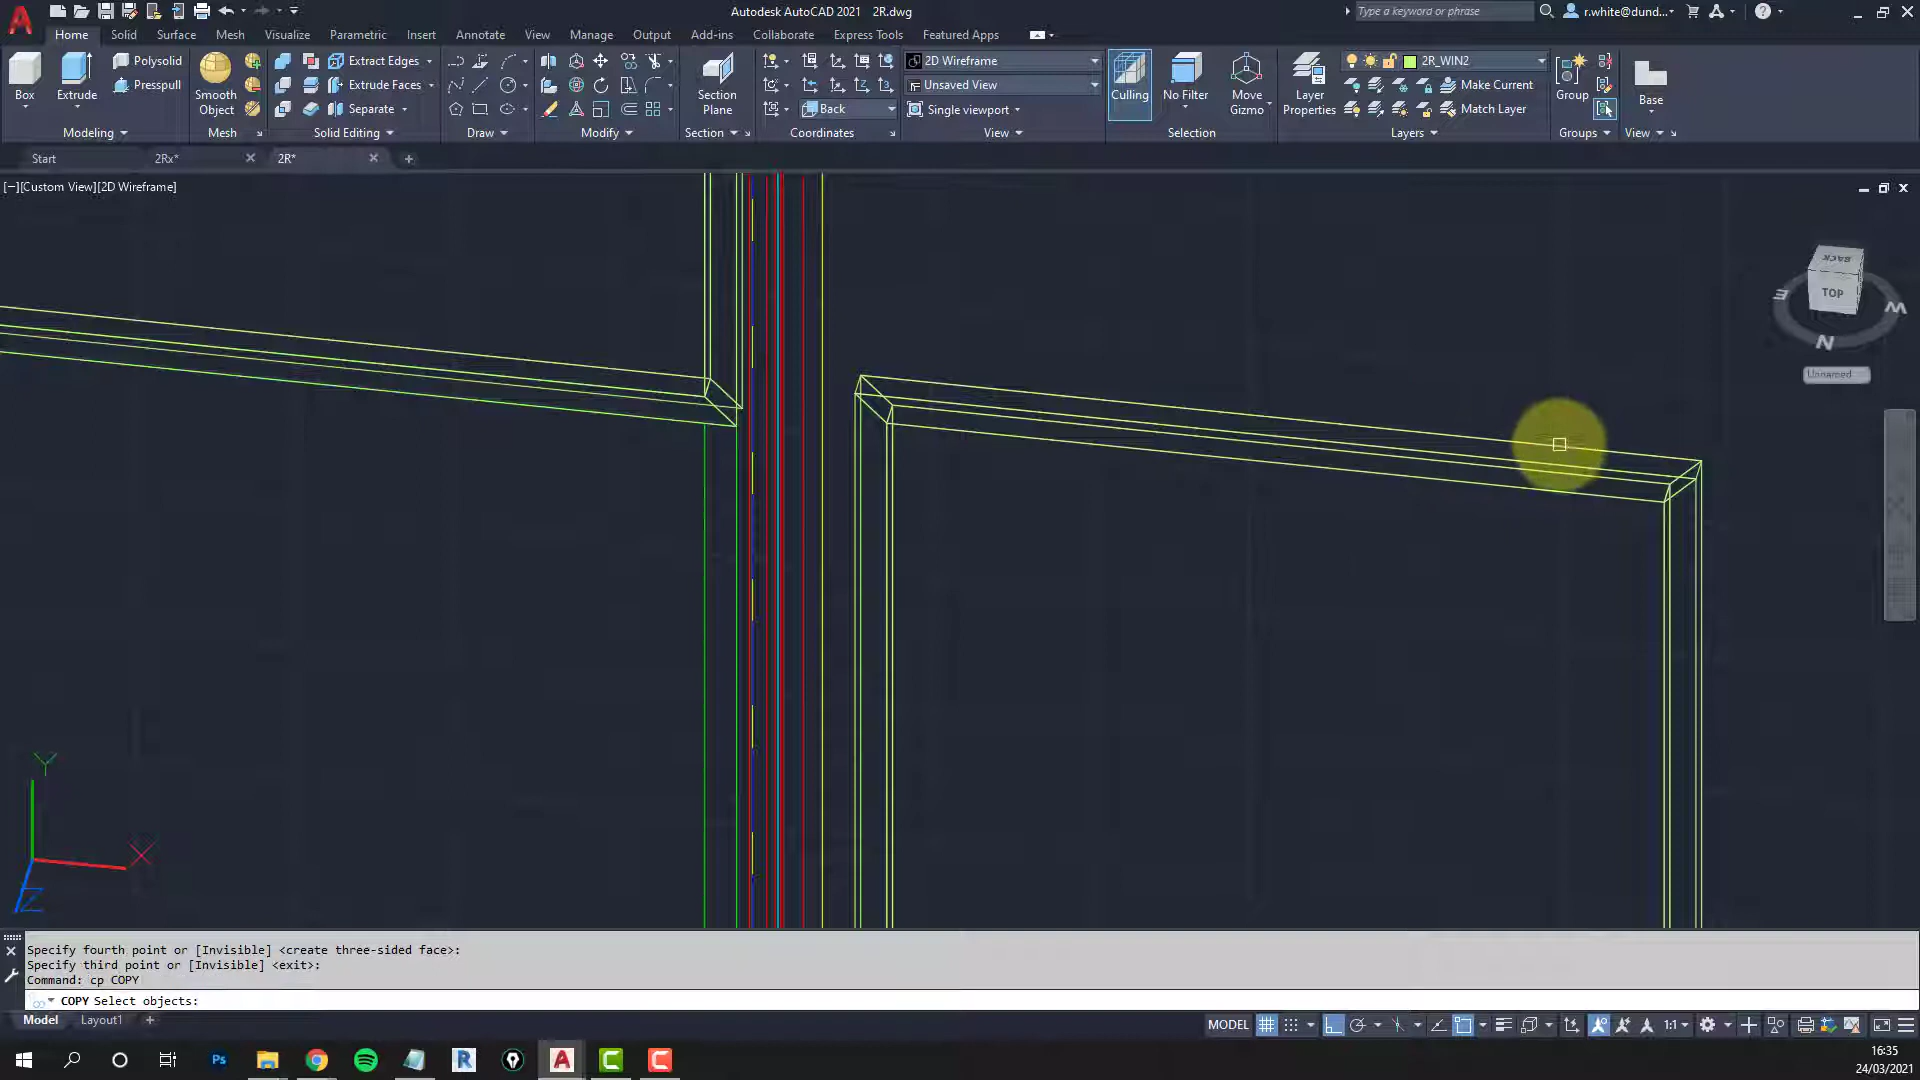 Autodesk AutoCAD 2021 2R.dwg
Type a keyword or phrase
r.white@dund...
Home Solid Surface Mesh Visualize Parametric Insert Annotate View Manage Output Add-ins Collaborate Express Tools Featured Apps
Box
Extrude
Polysolid
Presspull
Smooth
Object
Extract Edges
Extrude Faces
Separate
Section
Plane
Back
2D Wireframe
Unsaved View
Single viewport
Culling
No Filter
Move
Gizmo
Layer
Properties
2R_WIN2
Make Current
Match Layer
Group
Base
Modeling Mesh Solid Editing Draw Modify Section Coordinates View Selection Layers Groups View
Start 2Rx* 2R*
[−][Custom View][2D Wireframe]
BACK
TOP
E
W
N
Unnamed
Y
X
Z
Specify fourth point or [Invisible] <create three-sided face>:
Specify third point or [Invisible] <exit>:
Command: cp COPY
COPY Select objects:
Model Layout1 +
MODEL
1:1
Ps
R
A
C
C
16:35
24/03/2021